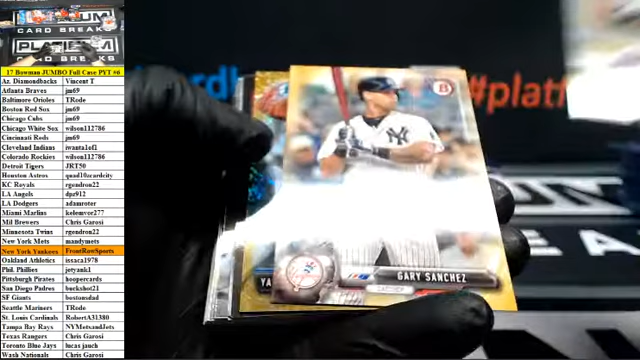 PLATINUM
CARD BREAKS
PLATINUM
CARD BREAKS
17 Bowman JUMBO Full Case PYT #6
Az. Diamondbacks Vincent T
Atlanta Braves jm69
Baltimore Orioles TRode
Boston Red Sox jm69
Chicago Cubs jm69
Chicago White Sox wilson112786
Cincinnati Reds jm69
Cleveland Indians iwanta1of1
Colorado Rockies wilson112786
Detroit Tigers JRT50
Houston Astros quad10cardcity
KC Royals rgendron22
LA Angels dpz912
LA Dodgers adamroter
Miami Marlins kelemvor277
Mil Brewers Chris Garosi
Minnesota Twins rgendron22
New York Mets mandymets
New York Yankees FrontRowSports
Oakland Athletics issaca1978
Phil. Phillies jetyank1
Pittsburgh Pirates hoopercards
San Diego Padres buckshot21
SF Giants bostonsdad
Seattle Mariners TRode
St. Louis Cardinals RobertA31380
Tampa Bay Rays NYMetsandJets
Texas Rangers Chris Garosi
Toronto Blue Jays lucas jauch
Wash Nationals Chris Garosi
#platf
B
YA
GARY SANCHEZ
CATCHER